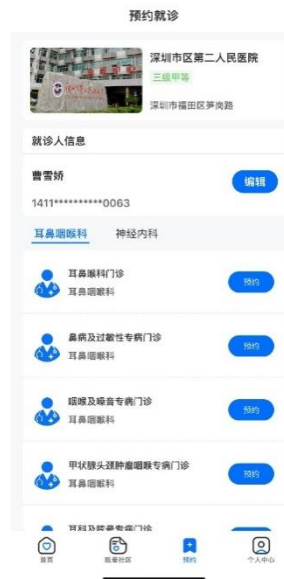 预约就诊
深圳市区第二人民医院
三级甲等
深圳市福田区笋岗路
就诊人信息
曹雪娇
编辑
1411**********0063
耳鼻咽喉科 神经内科
耳鼻喉科门诊
耳鼻咽喉科
预约
鼻病及过敏性专病门诊
耳鼻咽喉科
预约
咽喉及嗓音专病门诊
耳鼻咽喉科
预约
甲状腺头颈肿瘤咽喉专病门诊
耳鼻咽喉科
预约
首页
预约
个人中心